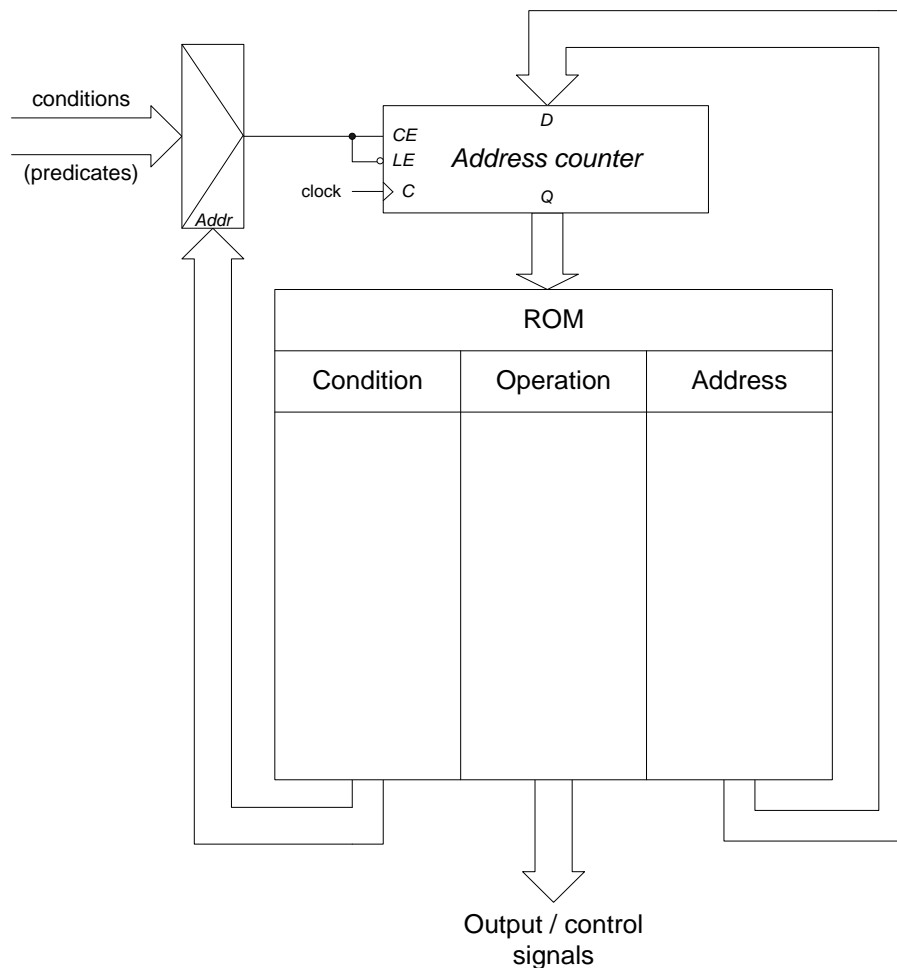 conditions
(predicates)
Addr
CE
LE
clock
C
D
Address counter
Q
ROM
Condition
Operation
Address
Output / control
signals